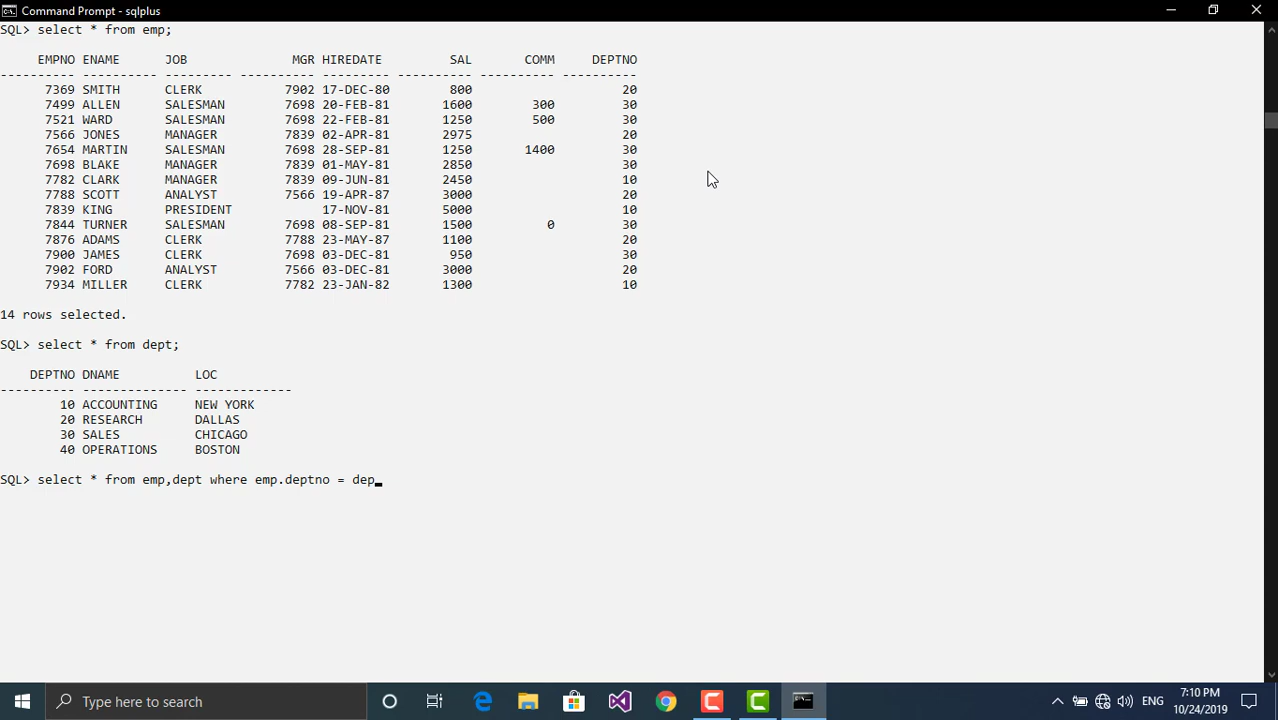 Command Prompt - sqlplus
SQL> select * from emp;
EMPNO ENAME JOB MGR HIREDATE SAL COMM DEPTNO
---------- ---------- --------- ---------- --------- ---------- ---------- ----------
7369 SMITH CLERK 7902 17-DEC-80 800 20
7499 ALLEN SALESMAN 7698 20-FEB-81 1600 300 30
7521 WARD SALESMAN 7698 22-FEB-81 1250 500 30
7566 JONES MANAGER 7839 02-APR-81 2975 20
7654 MARTIN SALESMAN 7698 28-SEP-81 1250 1400 30
7698 BLAKE MANAGER 7839 01-MAY-81 2850 30
7782 CLARK MANAGER 7839 09-JUN-81 2450 10
7788 SCOTT ANALYST 7566 19-APR-87 3000 20
7839 KING PRESIDENT 17-NOV-81 5000 10
7844 TURNER SALESMAN 7698 08-SEP-81 1500 0 30
7876 ADAMS CLERK 7788 23-MAY-87 1100 20
7900 JAMES CLERK 7698 03-DEC-81 950 30
7902 FORD ANALYST 7566 03-DEC-81 3000 20
7934 MILLER CLERK 7782 23-JAN-82 1300 10
14 rows selected.
SQL> select * from dept;
DEPTNO DNAME LOC
---------- -------------- -------------
10 ACCOUNTING NEW YORK
20 RESEARCH DALLAS
30 SALES CHICAGO
40 OPERATIONS BOSTON
SQL> select * from emp,dept where emp.deptno = dep_
Type here to search
ENG
7:10 PM
10/24/2019